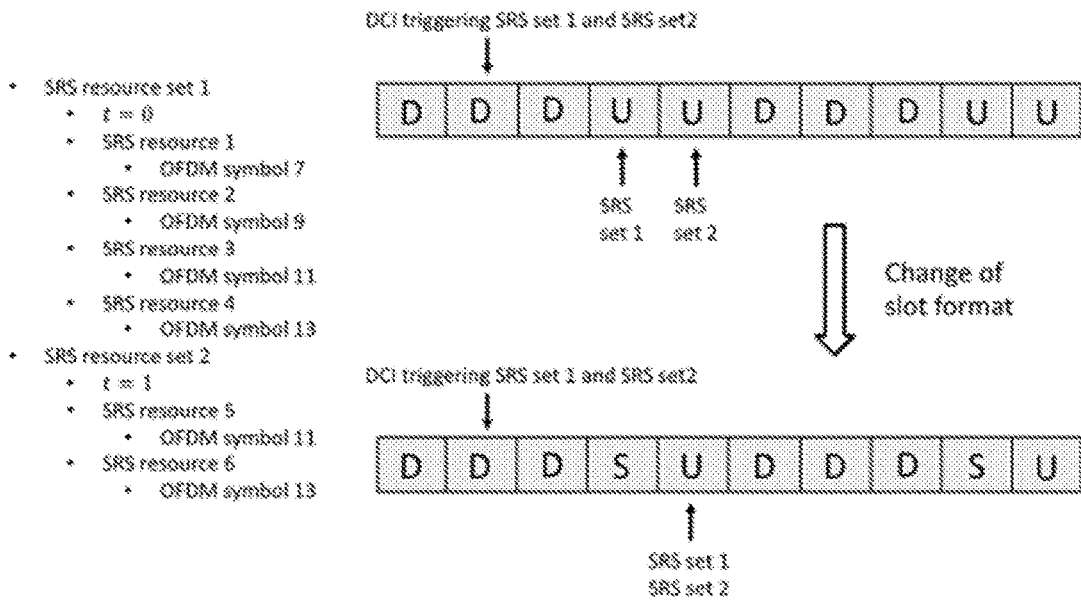 DCI triggering SRS set 1 and SRS set2
• SRS resource set 1
• t = 0
• SRS resource 1
• OFDM symbol 7
• SRS resource 2
• OFDM symbol 9
• SRS resource 3
• OFDM symbol 11
• SRS resource 4
• OFDM symbol 13
• SRS resource set 2
• t = 1
• SRS resource 5
• OFDM symbol 11
• SRS resource 6
• OFDM symbol 13
D D D U U D D D U U
SRS
set 1
SRS
set 2
Change of
slot format
DCI triggering SRS set 1 and SRS set2
D D D S U D D D S U
SRS set 1
SRS set 2